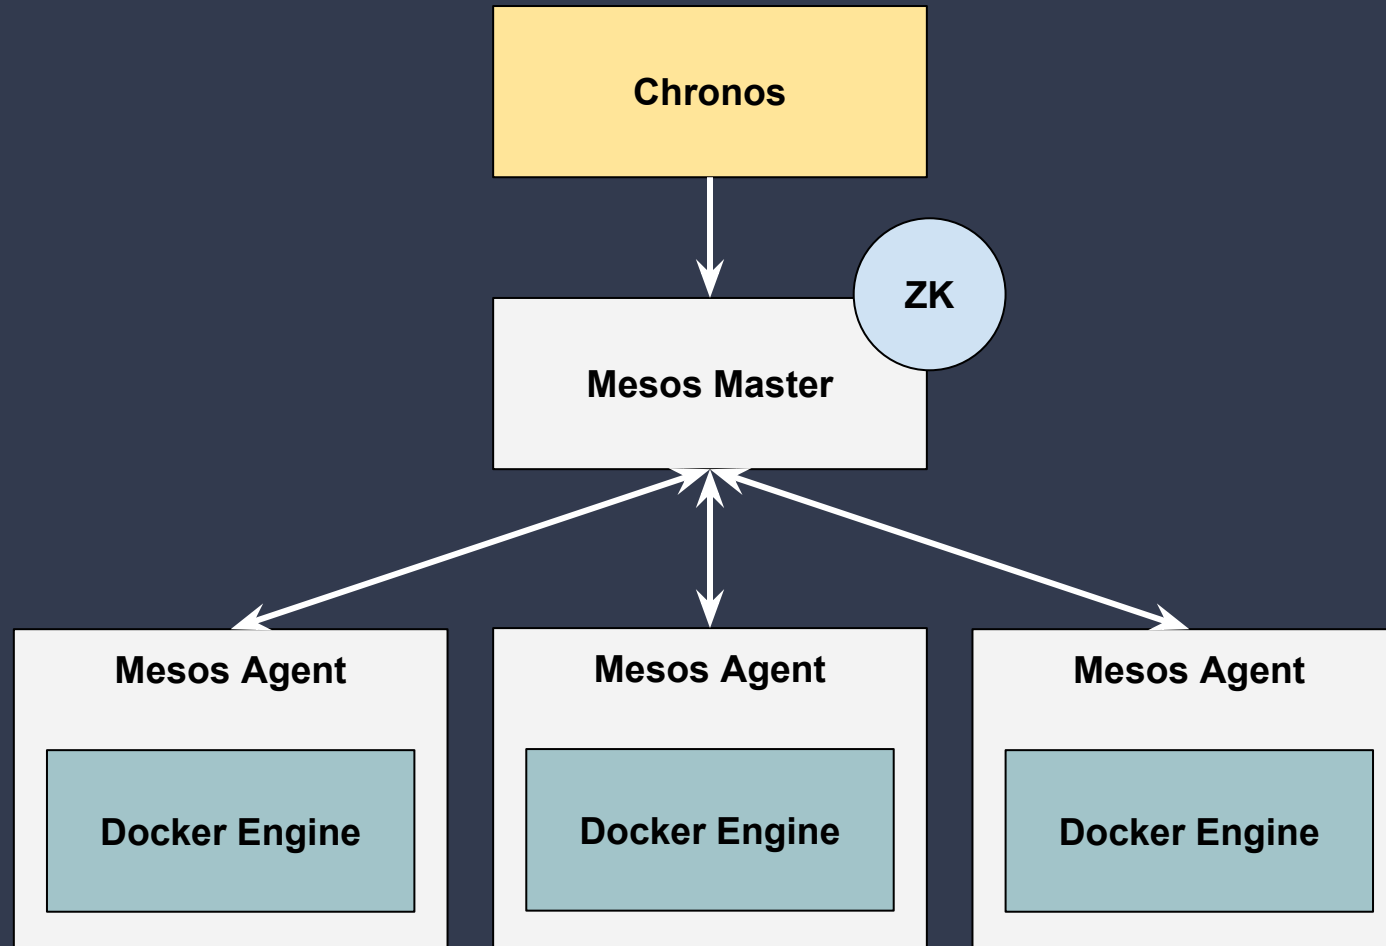 Chronos
ZK
Mesos Master
Mesos Agent
Mesos Agent
Mesos Agent
Docker Engine
Docker Engine
Docker Engine